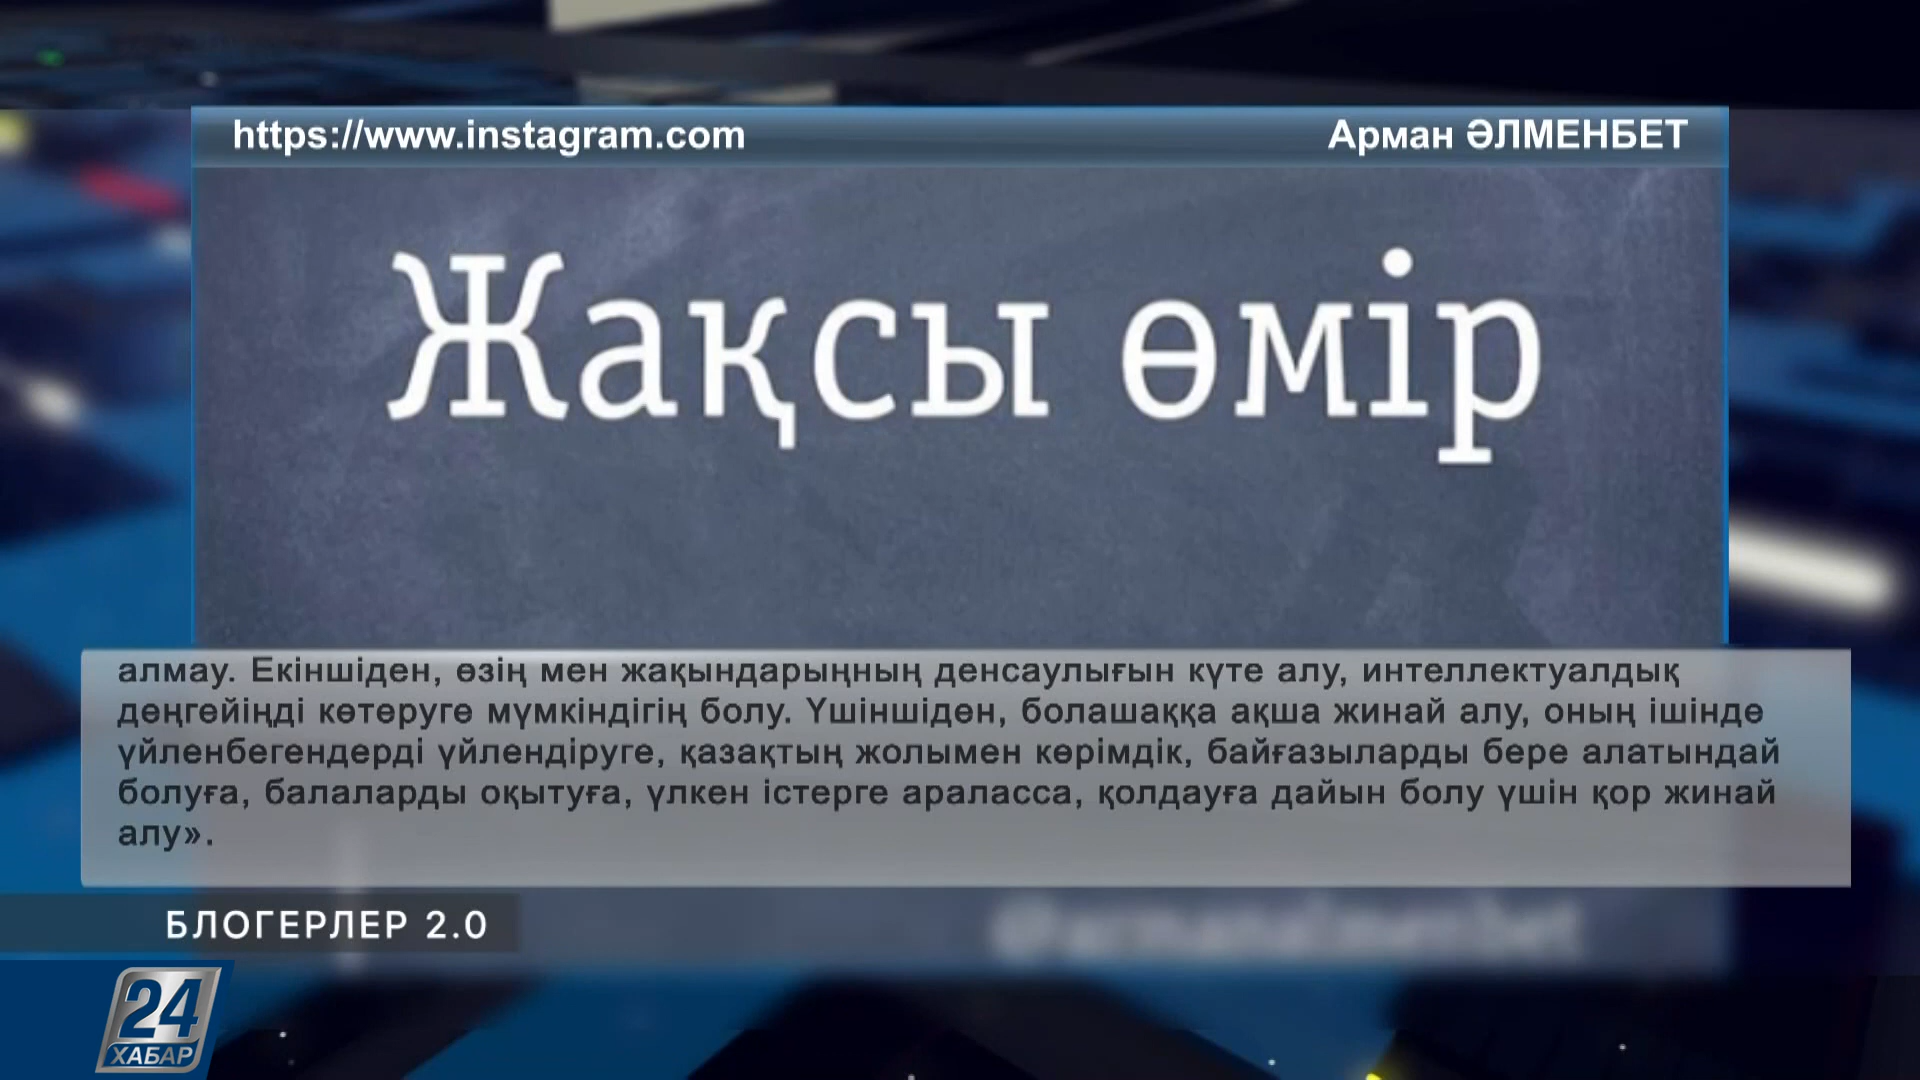 https://www.instagram.com
Арман ӘЛМЕНБЕТ
Жақсы өмір
алмау. Екіншіден, өзің мен жақындарыңның денсаулығын күте алу, интеллектуалдық
деңгейіңді көтеруге мүмкіндігің болу. Үшіншіден, болашаққа ақша жинай алу, оның ішінде
үйленбегендерді үйлендіруге, қазақтың жолымен көрімдік, байғазыларды бере алатындай
болуға, балаларды оқытуға, үлкен істерге араласса, қолдауға дайын болу үшін қор жинай
алу».
@armanalmenbet
БЛОГЕРЛЕР 2.0
24
ХАБАР